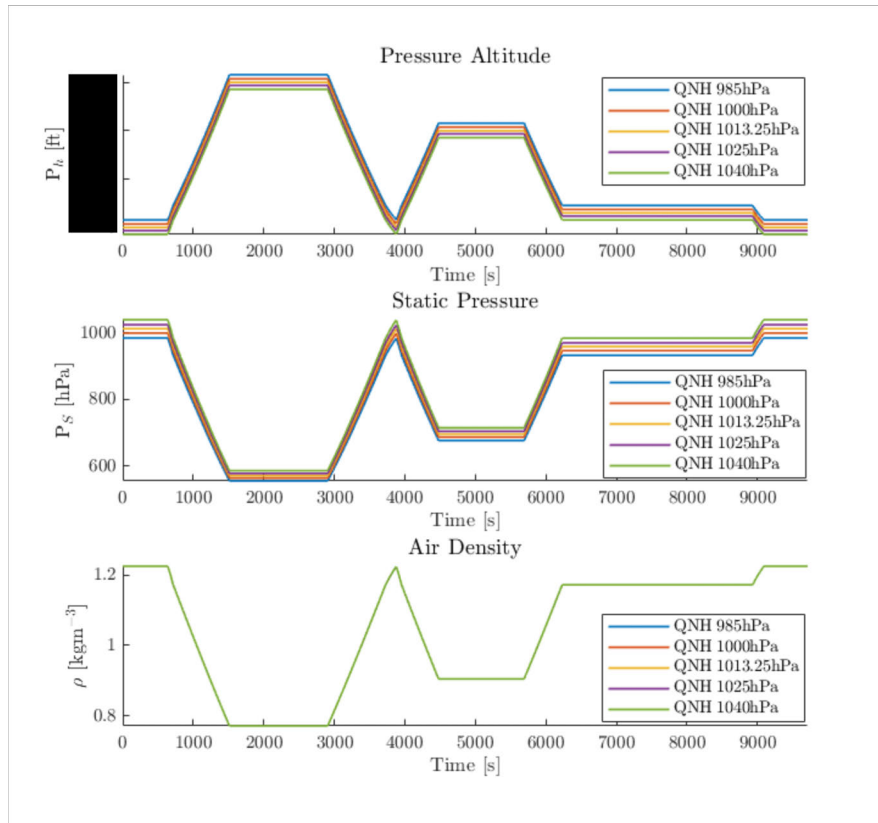 Pressure Altitude
P_h [ft]
QNH 985hPa
QNH 1000hPa
QNH 1013.25hPa
QNH 1025hPa
QNH 1040hPa
0 1000 2000 3000 4000 5000 6000 7000 8000 9000
Time [s]
Static Pressure
1000
800
600
P_S [hPa]
QNH 985hPa
QNH 1000hPa
QNH 1013.25hPa
QNH 1025hPa
QNH 1040hPa
0 1000 2000 3000 4000 5000 6000 7000 8000 9000
Time [s]
Air Density
1.2
1
0.8
ρ [kgm⁻³]
QNH 985hPa
QNH 1000hPa
QNH 1013.25hPa
QNH 1025hPa
QNH 1040hPa
0 1000 2000 3000 4000 5000 6000 7000 8000 9000
Time [s]